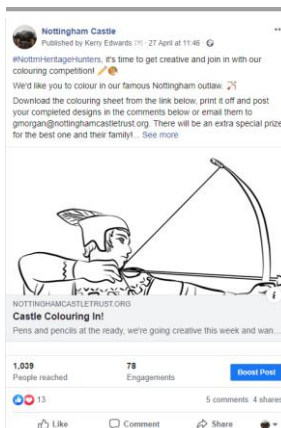 Nottingham Castle
Published by Kerry Edwards [?] · 27 April at 11:46 ·
#NottmHeritageHunters, it's time to get creative and join in with our
colouring competition!
We'd like you to colour in our famous Nottingham outlaw.
Download the colouring sheet from the link below, print it off and post
your completed designs in the comments below or email them to
gmorgan@nottinghamcastletrust.org. There will be an extra special prize
for the best one and their family!... See more
i
NOTTINGHAMCASTLETRUST.ORG
Castle Colouring In!
Pens and pencils at the ready, we're going creative this week and wan...
1,039 78
People reached Engagements Boost Post
13 5 comments 4 shares
Like Comment Share